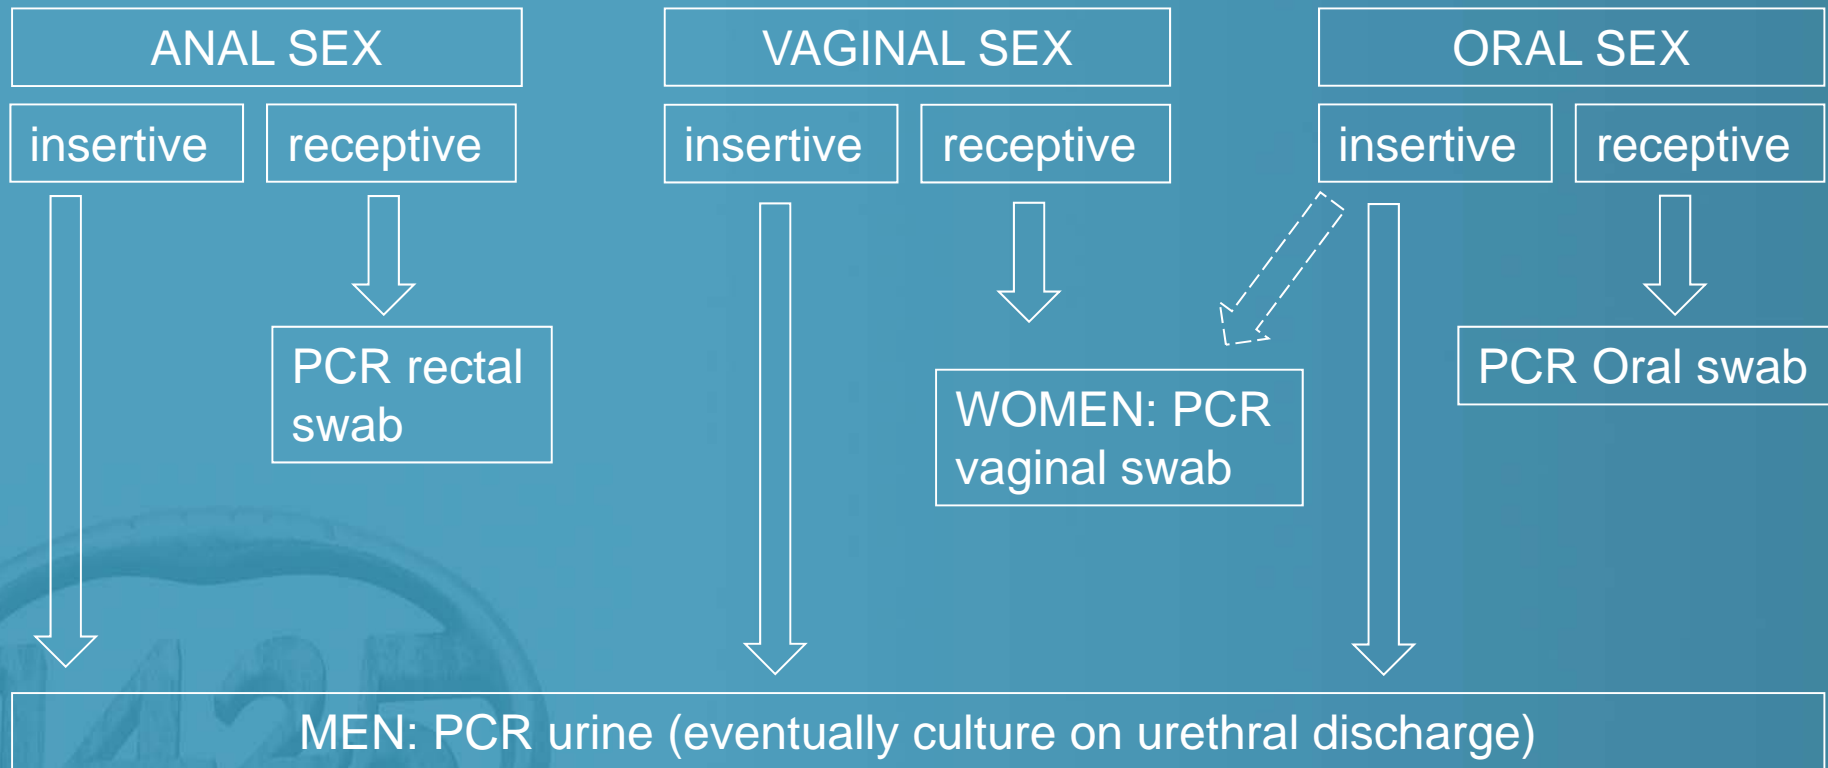 ANAL SEX
VAGINAL SEX
ORAL SEX
insertive
receptive
insertive
receptive
insertive
receptive
PCR rectal
swab
WOMEN: PCR
vaginal swab
PCR Oral swab
MEN: PCR urine (eventually culture on urethral discharge)
1425